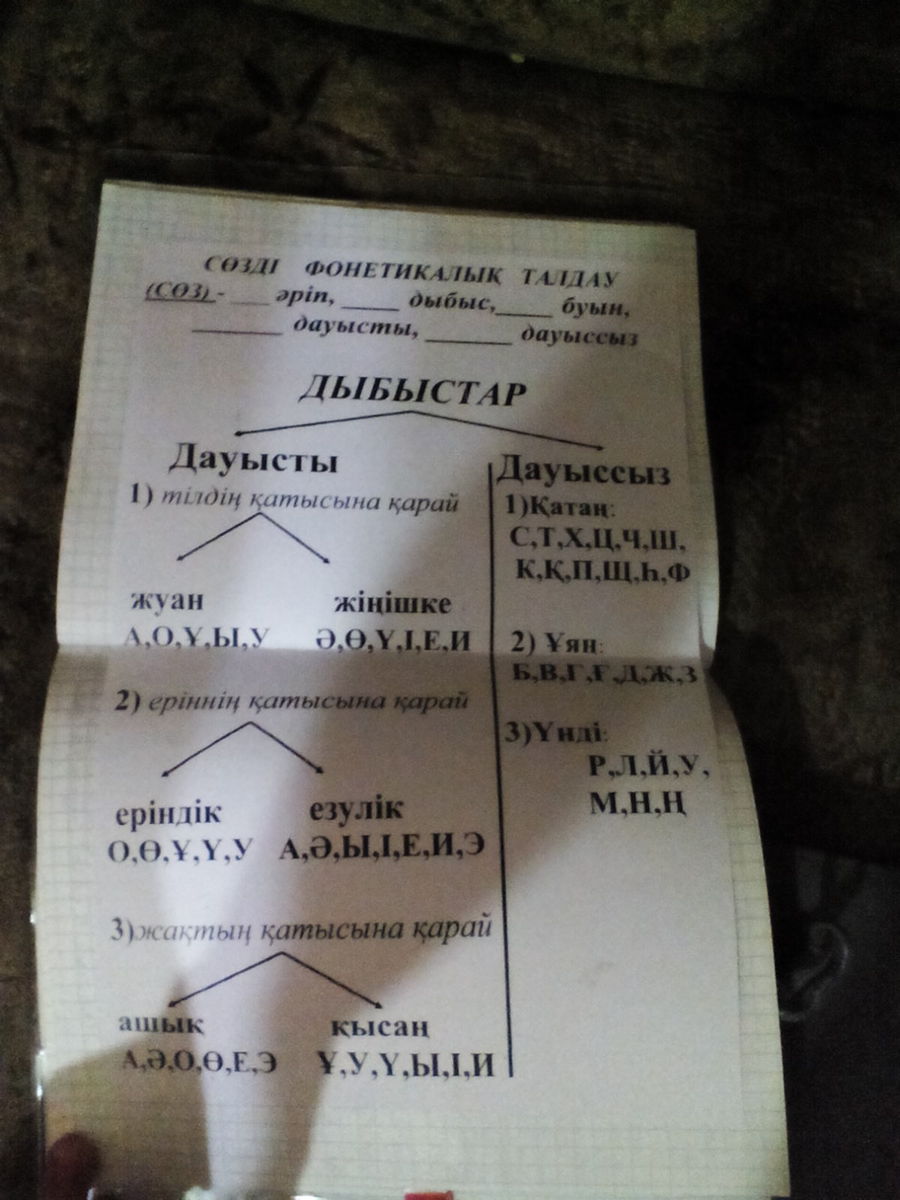 СӨЗДІ ФОНЕТИКАЛЫҚ ТАЛДАУ
(СӨЗ) - ___ әріп, ____ дыбыс, ____ буын,
______ дауысты, ______ дауыссыз
ДЫБЫСТАР
Дауысты
1) тілдің қатысына қарай
жуан жіңішке
А,О,Ұ,Ы,У Ә,Ө,Ү,І,Е,И
2) еріннің қатысына қарай
еріндік езулік
О,Ө,Ұ,Ү,У А,Ә,Ы,І,Е,И,Э
3)жақтың қатысына қарай
ашық қысаң
А,Ә,О,Ө,Е,Э Ұ,У,Ү,Ы,І,И
Дауыссыз
1)Қатаң:
С,Т,Х,Ц,Ч,Ш,
К,Қ,П,Щ,Һ,Ф
2) Ұян:
Б,В,Г,Ғ,Д,Ж,З
3)Үнді:
Р,Л,Й,У,
М,Н,Ң